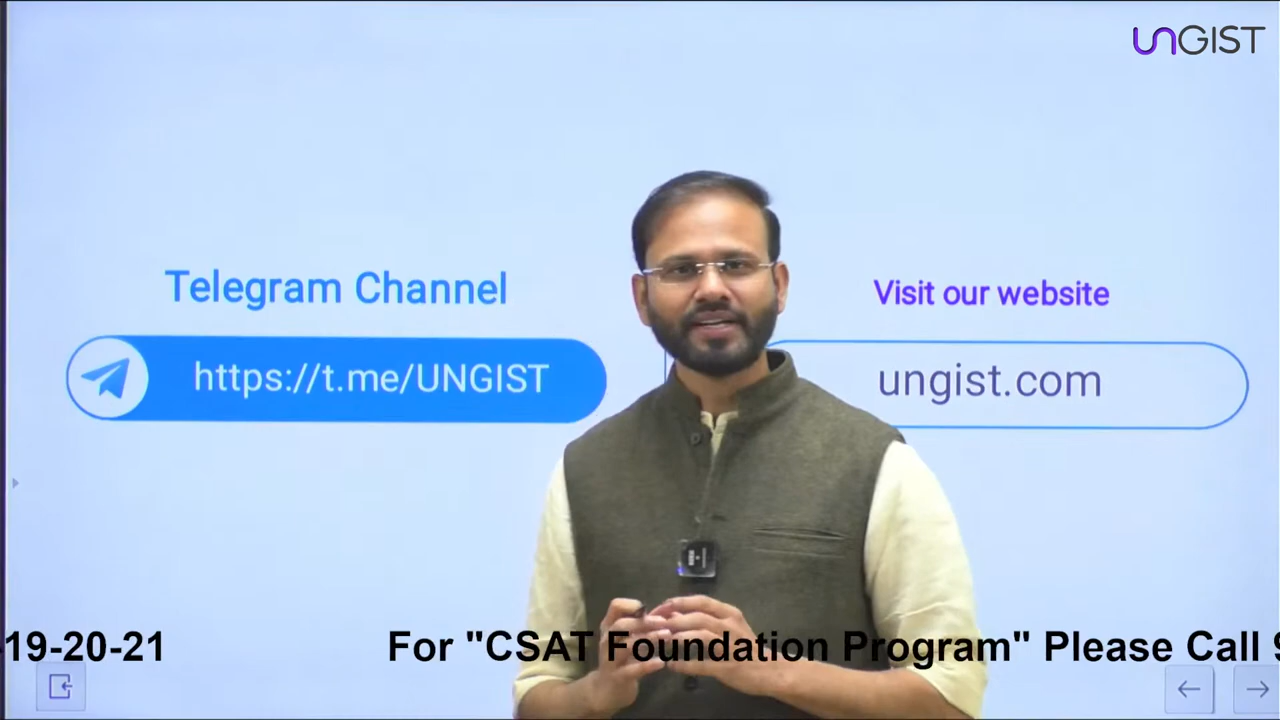 UNGIST
Telegram Channel
https://t.me/UNGIST
Visit our website
ungist.com
-19-20-21
For "CSAT Foundation Program" Please Call 9